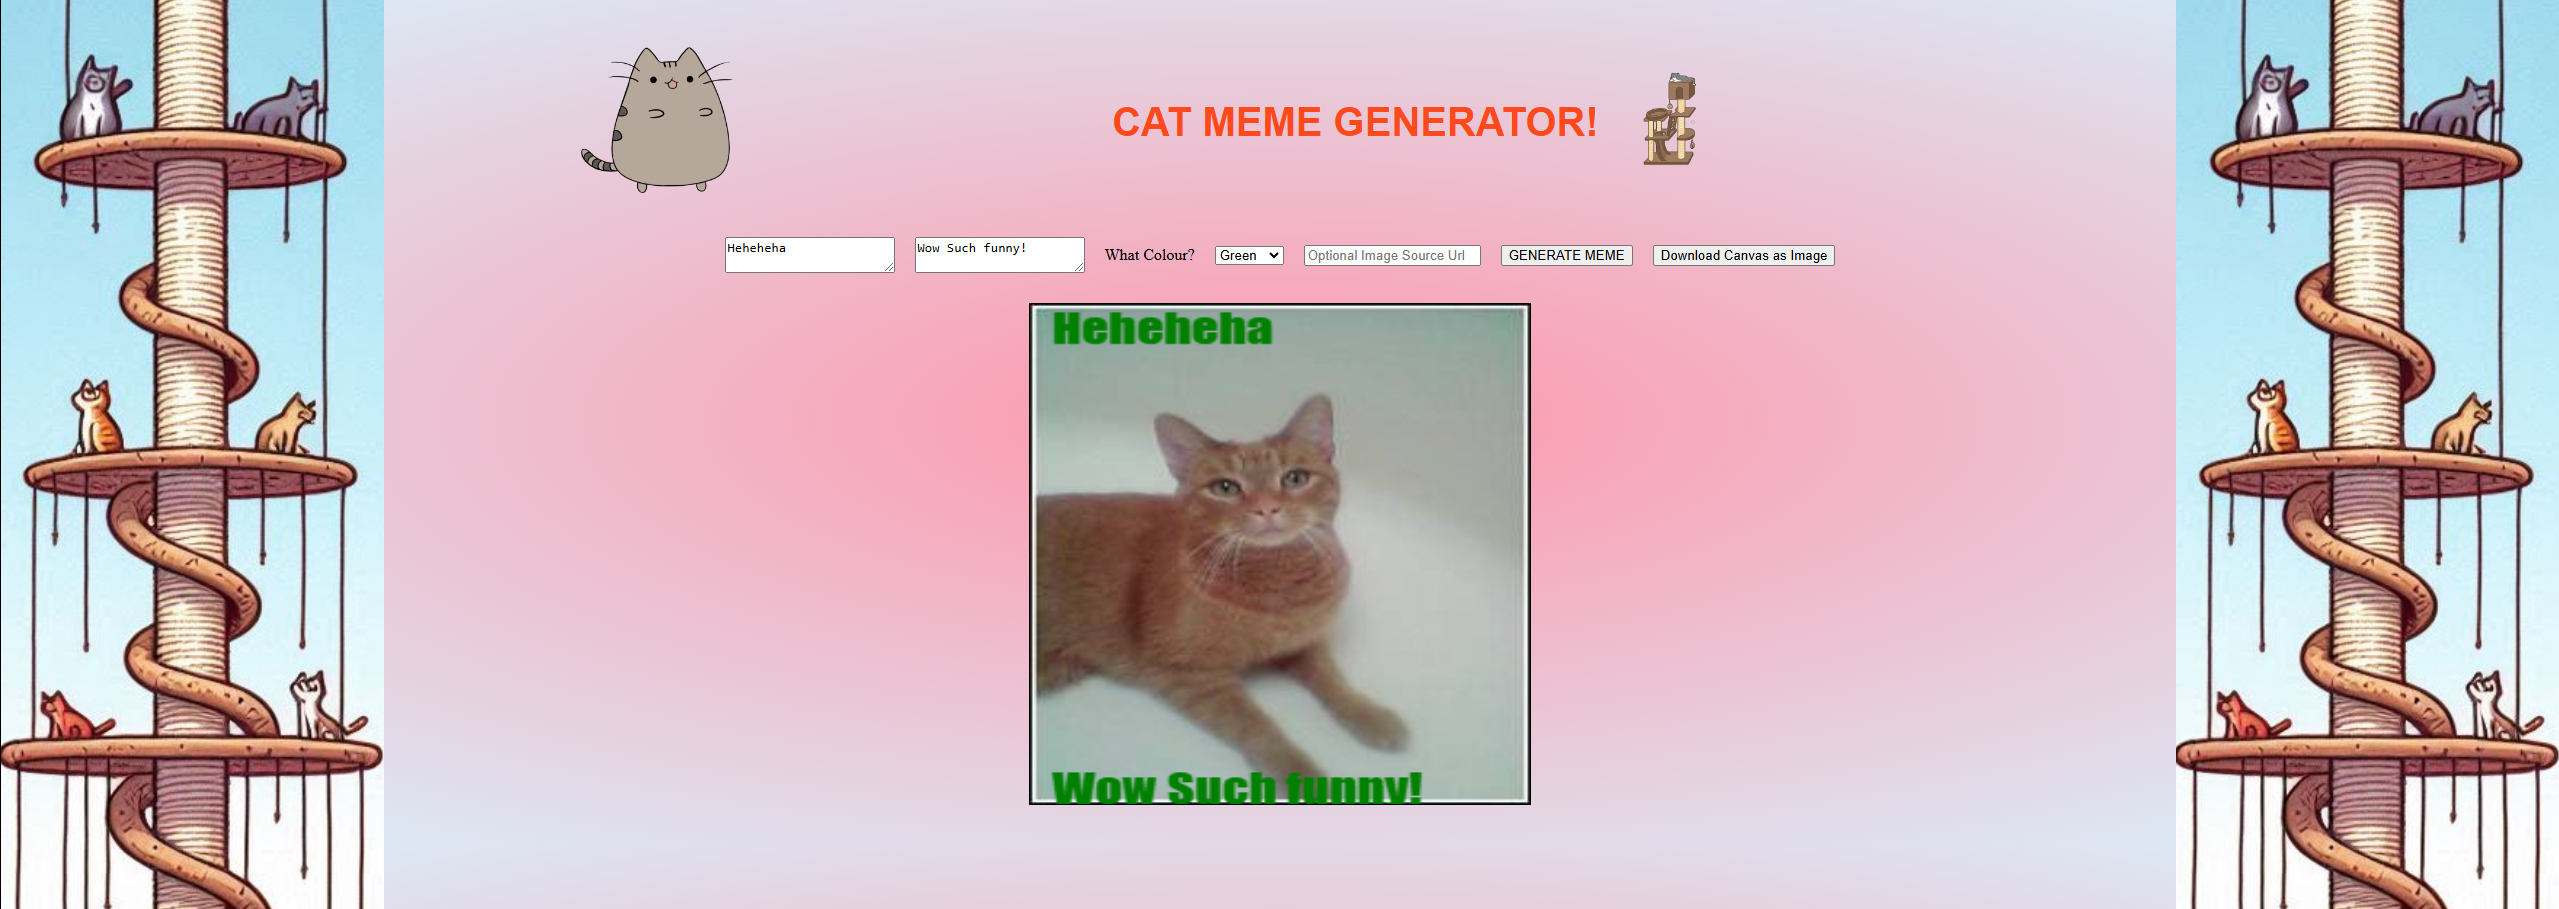 CAT MEME GENERATOR!
Heheheha
Wow Such funny!
What Colour?
Green
Optional Image Source Url
GENERATE MEME
Download Canvas as Image
Heheheha
Wow Such funny!